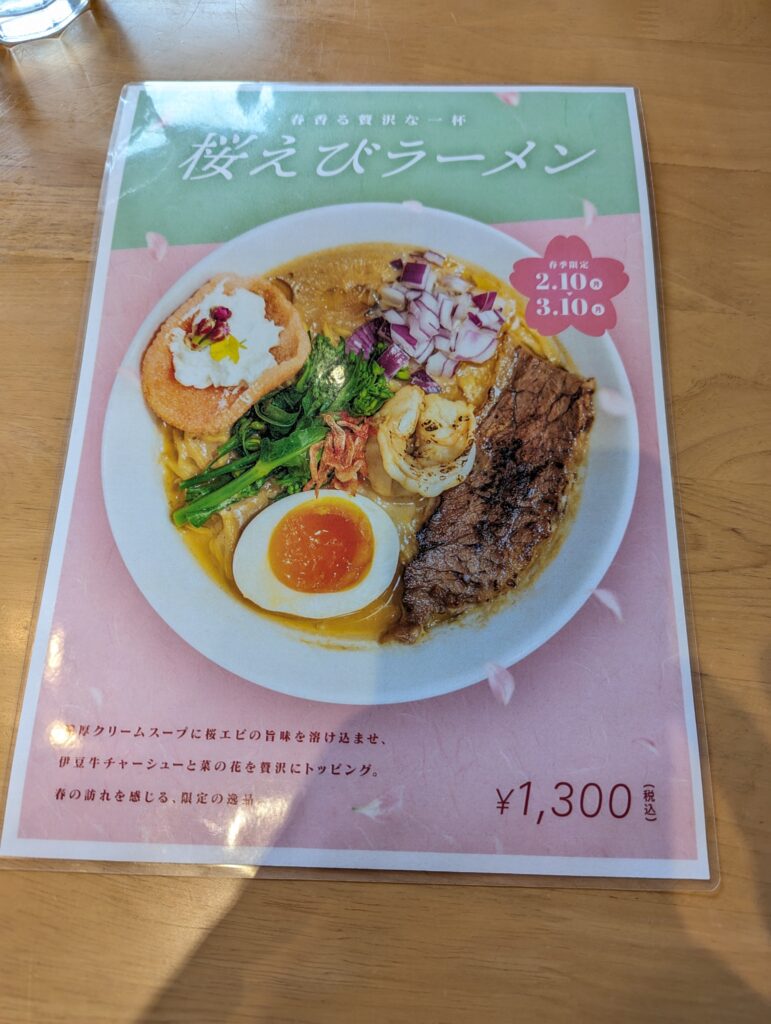 春香る贅沢な一杯
桜えびラーメン
春季限定
2.10(月)
3.10(月)
厚クリームスープに桜エビの旨味を溶け込ませ、
伊豆牛チャーシューと菜の花を贅沢にトッピング。
春の訪れを感じる、限定の逸品
¥1,300(税込)